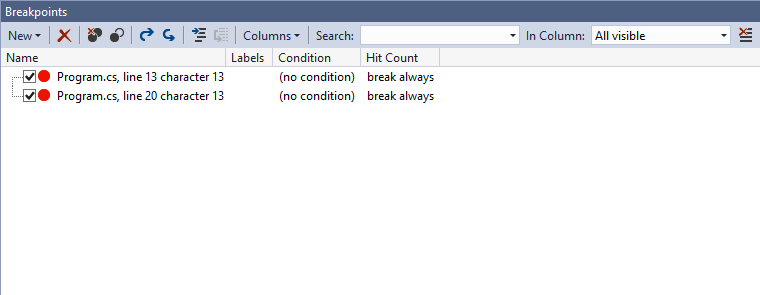 Breakpoints
New Columns Search: In Column: All visible
Name Labels Condition Hit Count
Program.cs, line 13 character 13 (no condition) break always
Program.cs, line 20 character 13 (no condition) break always